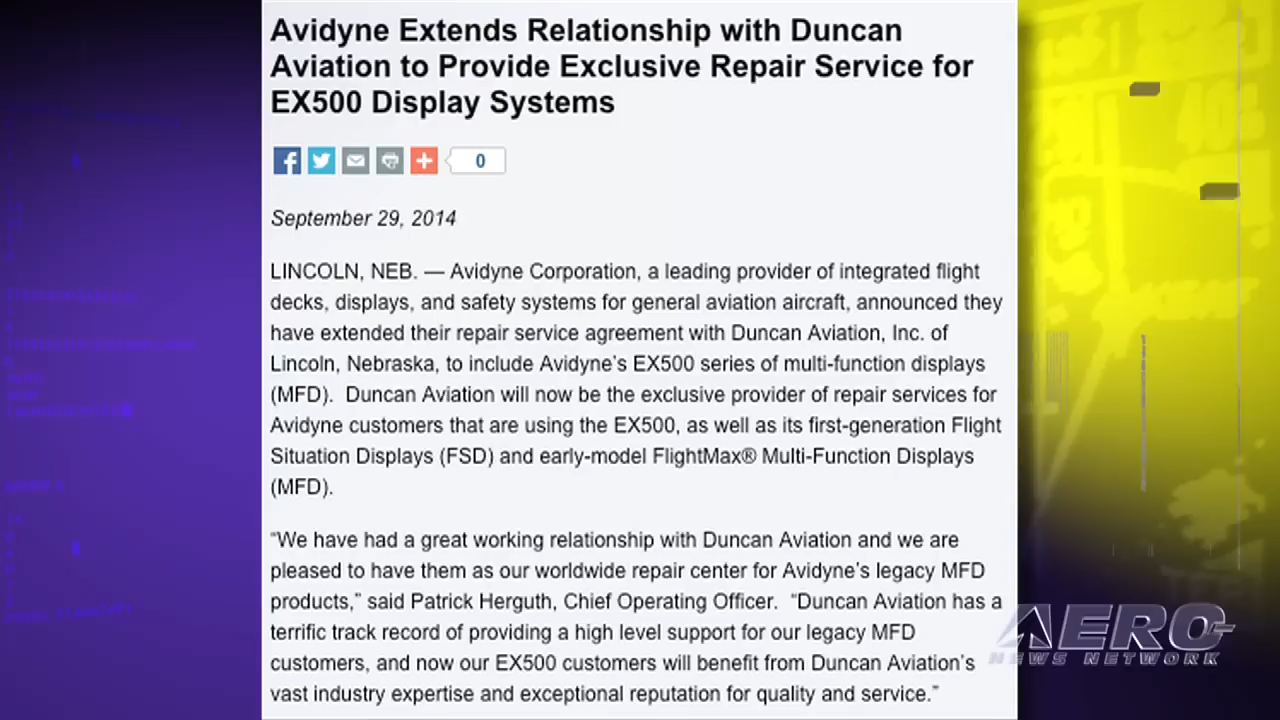 Avidyne Extends Relationship with Duncan
Aviation to Provide Exclusive Repair Service for
EX500 Display Systems
0
September 29, 2014
LINCOLN, NEB. — Avidyne Corporation, a leading provider of integrated flight
decks, displays, and safety systems for general aviation aircraft, announced they
have extended their repair service agreement with Duncan Aviation, Inc. of
Lincoln, Nebraska, to include Avidyne’s EX500 series of multi-function displays
(MFD).  Duncan Aviation will now be the exclusive provider of repair services for
Avidyne customers that are using the EX500, as well as its first-generation Flight
Situation Displays (FSD) and early-model FlightMax® Multi-Function Displays
(MFD).
“We have had a great working relationship with Duncan Aviation and we are
pleased to have them as our worldwide repair center for Avidyne’s legacy MFD
products,” said Patrick Herguth, Chief Operating Officer.  “Duncan Aviation has a
terrific track record of providing a high level support for our legacy MFD
customers, and now our EX500 customers will benefit from Duncan Aviation’s
vast industry expertise and exceptional reputation for quality and service.”
AERO
NEWS NETWORK